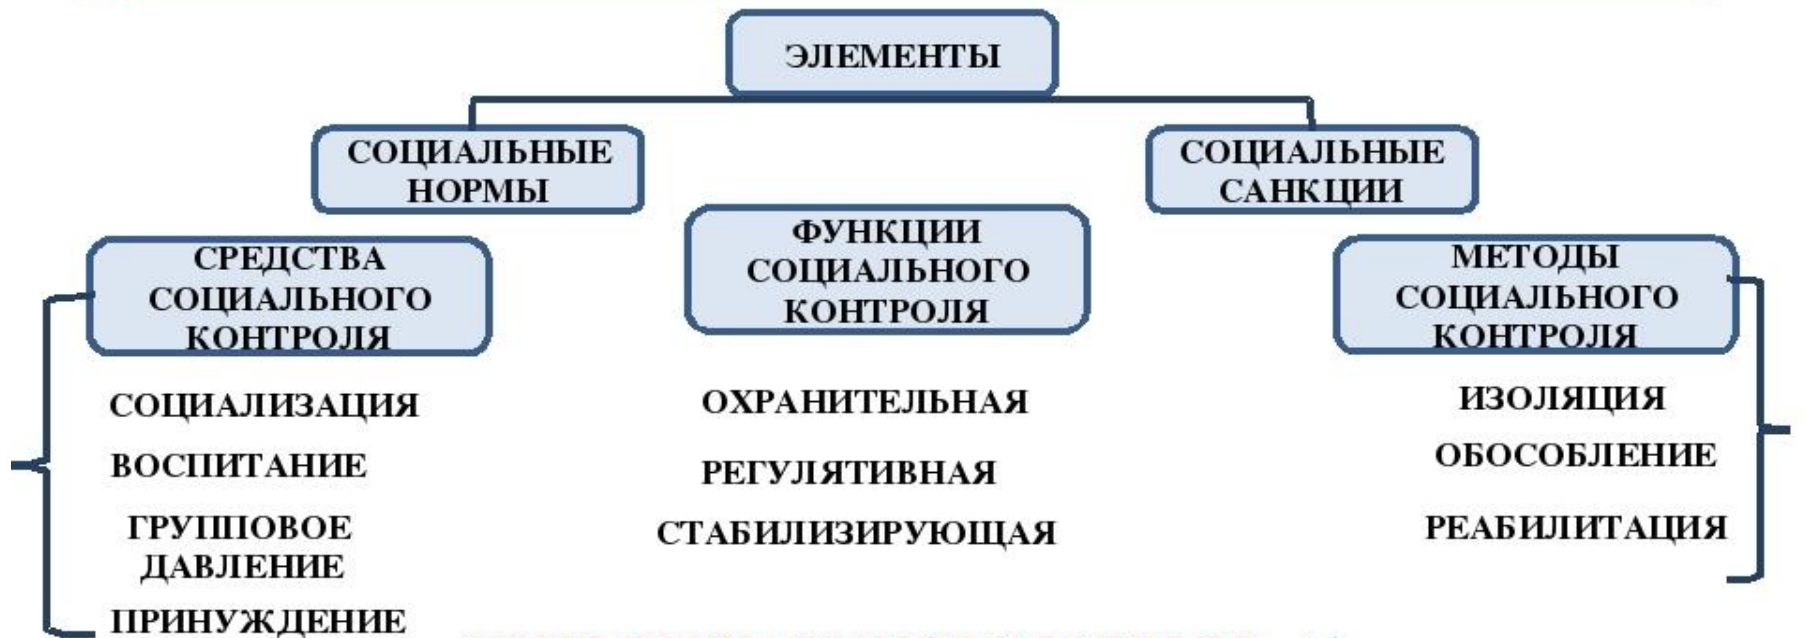 ЭЛЕМЕНТЫ
СОЦИАЛЬНЫЕ
НОРМЫ
СОЦИАЛЬНЫЕ
САНКЦИИ
СРЕДСТВА
СОЦИАЛЬНОГО
КОНТРОЛЯ
СОЦИАЛИЗАЦИЯ
ВОСПИТАНИЕ
ГРУППОВОЕ
ДАВЛЕНИЕ
ПРИНУЖДЕНИЕ
ФУНКЦИИ
СОЦИАЛЬНОГО
КОНТРОЛЯ
ОХРАНИТЕЛЬНАЯ
РЕГУЛЯТИВНАЯ
СТАБИЛИЗИРУЮЩАЯ
МЕТОДЫ
СОЦИАЛЬНОГО
КОНТРОЛЯ
ИЗОЛЯЦИЯ
ОБОСОБЛЕНИЕ
РЕАБИЛИТАЦИЯ